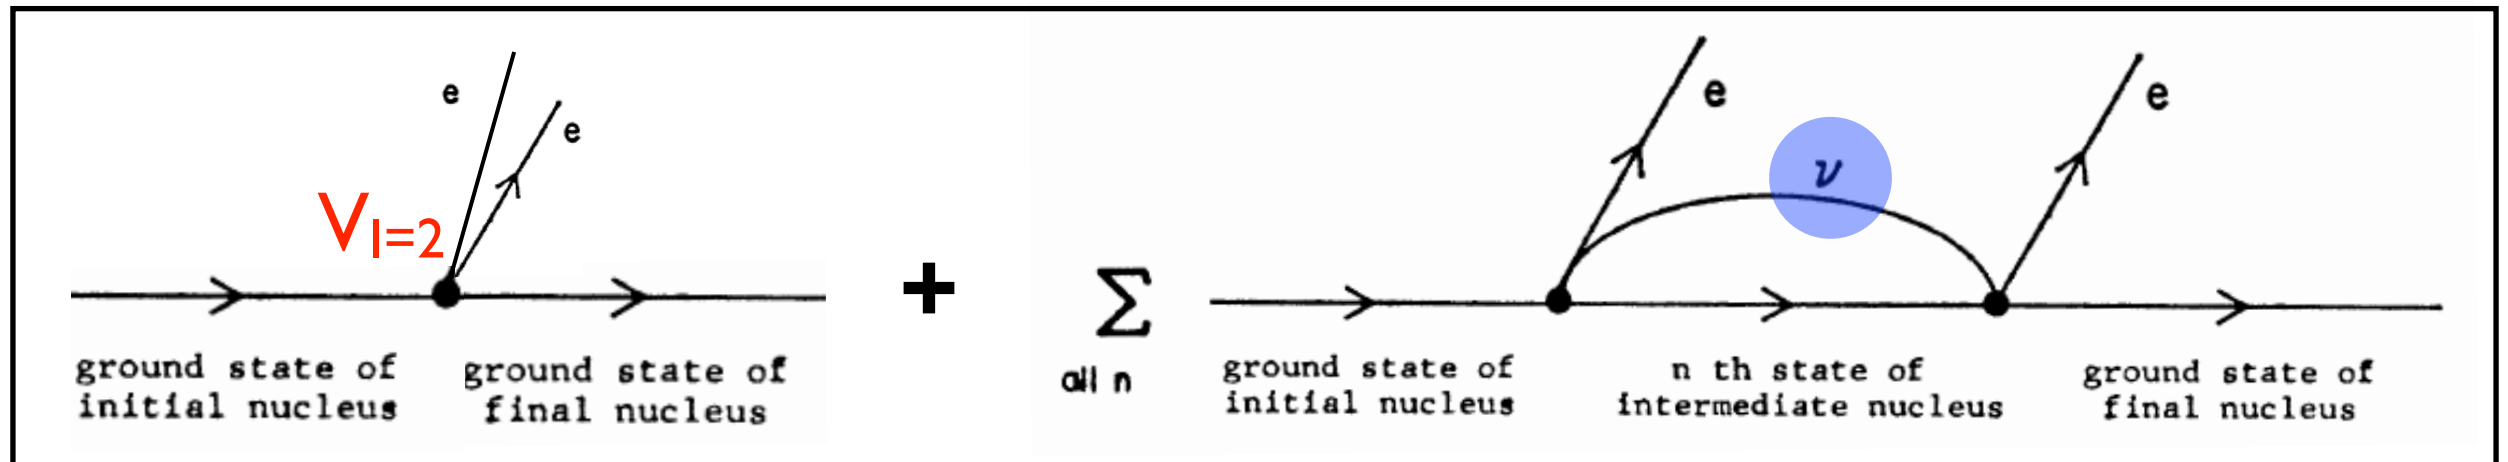 e
e
V_{I=2}
+
Σ
all n
e
ν
e
ground state of
initial nucleus
ground state of
final nucleus
ground state of
initial nucleus
n th state of
intermediate nucleus
ground state of
final nucleus